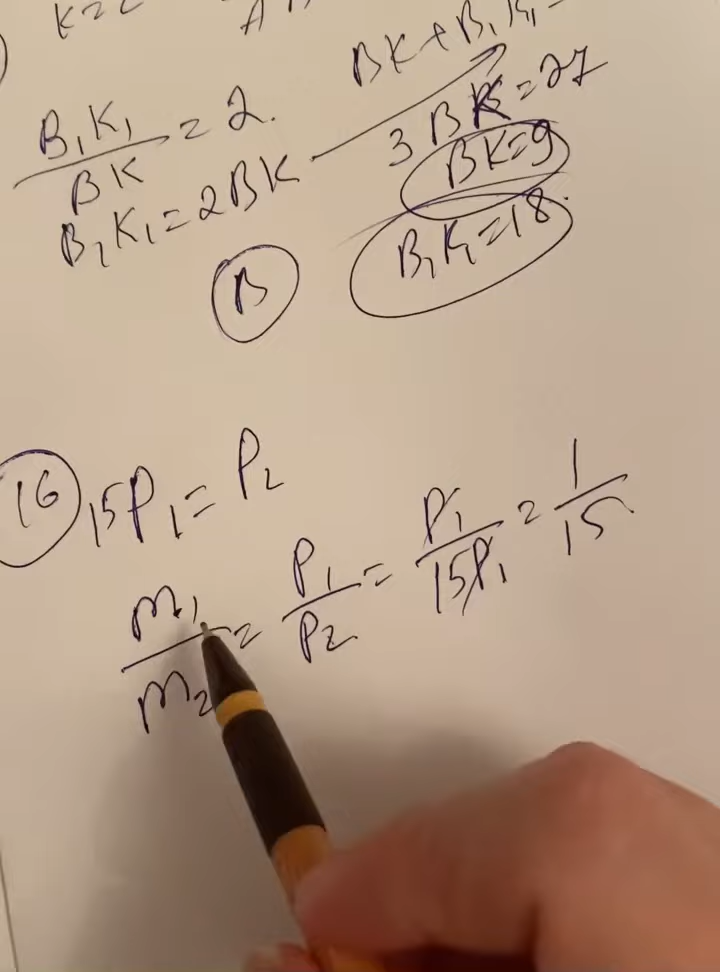 K=2
BK+B₁K₁=
B₁K₁/BK = 2.
3BK=27
BK=9
B₁K₁=2BK
B₁K₁=18.
B
16 15P₁=P₂
m₁/m₂ = P₁/P₂ = P₁/15P₁ = 1/15